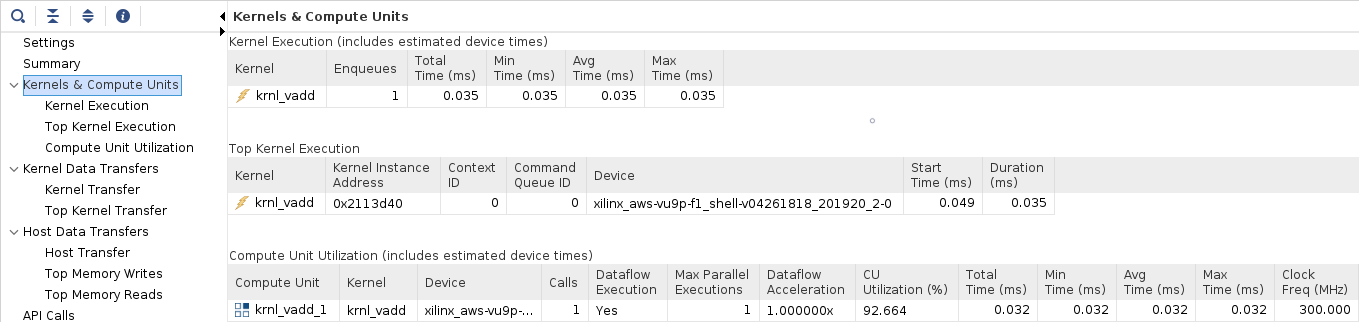 Settings
Summary
Kernels & Compute Units
Kernel Execution
Top Kernel Execution
Compute Unit Utilization
Kernel Data Transfers
Kernel Transfer
Top Kernel Transfer
Host Data Transfers
Host Transfer
Top Memory Writes
Top Memory Reads
API Calls
Kernels & Compute Units
Kernel Execution (includes estimated device times)
Kernel Enqueues Total Time (ms) Min Time (ms) Avg Time (ms) Max Time (ms)
krnl_vadd 1 0.035 0.035 0.035 0.035
Top Kernel Execution
Kernel Kernel Instance Address Context ID Command Queue ID Device Start Time (ms) Duration (ms)
krnl_vadd 0x2113d40 0 0 xilinx_aws-vu9p-f1_shell-v04261818_201920_2-0 0.049 0.035
Compute Unit Utilization (includes estimated device times)
Compute Unit Kernel Device Calls Dataflow Execution Max Parallel Executions Dataflow Acceleration CU Utilization (%) Total Time (ms) Min Time (ms) Avg Time (ms) Max Time (ms) Clock Freq (MHz)
krnl_vadd_1 krnl_vadd xilinx_aws-vu9p-... 1 Yes 1 1.000000x 92.664 0.032 0.032 0.032 0.032 300.000